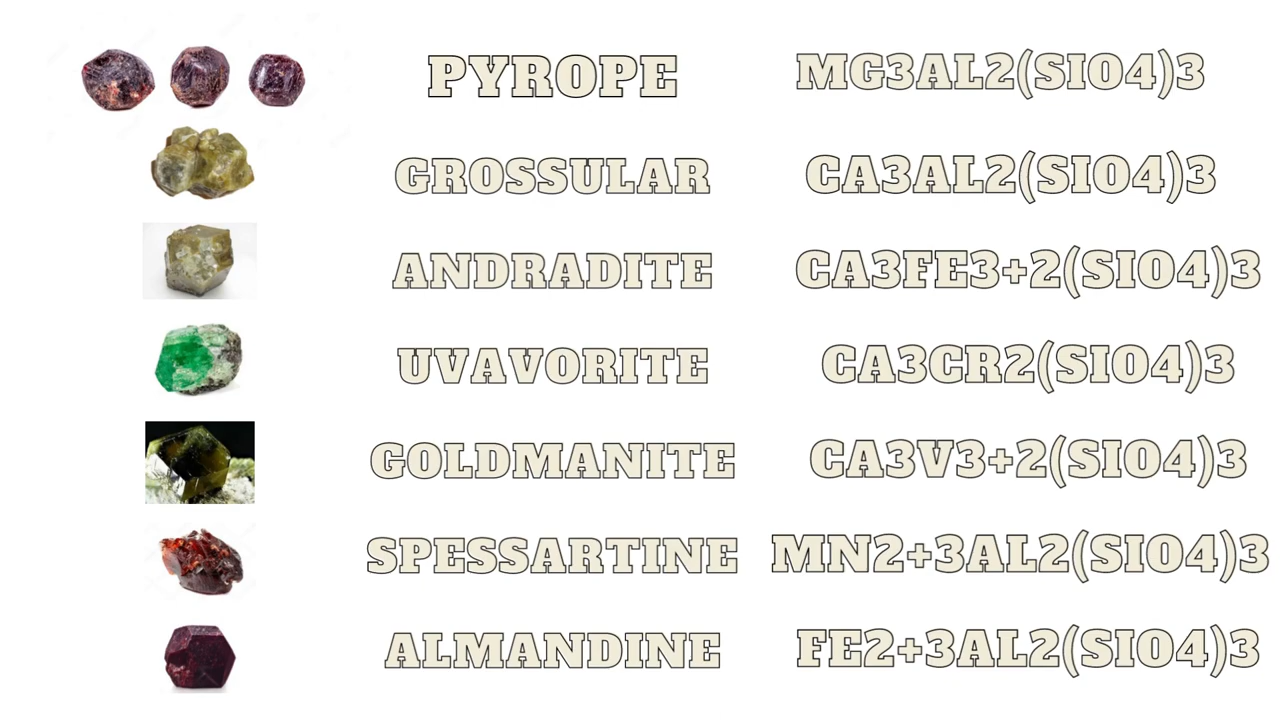 PYROPE MG3AL2(SIO4)3
GROSSULAR CA3AL2(SIO4)3
ANDRADITE CA3FE3+2(SIO4)3
UVAVORITE CA3CR2(SIO4)3
GOLDMANITE CA3V3+2(SIO4)3
SPESSARTINE MN2+3AL2(SIO4)3
ALMANDINE FE2+3AL2(SIO4)3